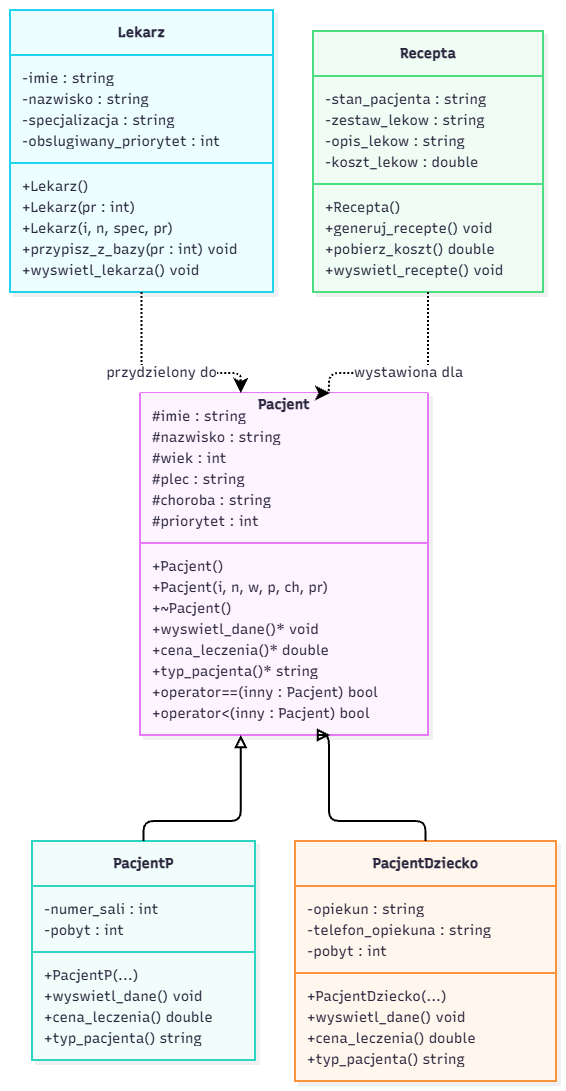 Lekarz
-imie : string
-nazwisko : string
-specjalizacja : string
-obslugiwany_priorytet : int
+Lekarz()
+Lekarz(pr : int)
+Lekarz(i, n, spec, pr)
+przypisz_z_bazy(pr : int) void
+wyswietl_lekarza() void
Recepta
-stan_pacjenta : string
-zestaw_lekow : string
-opis_lekow : string
-koszt_lekow : double
+Recepta()
+generuj_recepte() void
+pobierz_koszt() double
+wyswietl_recepte() void
przydzielony do
wystawiona dla
Pacjent
#imie : string
#nazwisko : string
#wiek : int
#plec : string
#choroba : string
#priorytet : int
+Pacjent()
+Pacjent(i, n, w, p, ch, pr)
+~Pacjent()
+wyswietl_dane()* void
+cena_leczenia()* double
+typ_pacjenta()* string
+operator==(inny : Pacjent) bool
+operator<(inny : Pacjent) bool
PacjentP
-numer_sali : int
-pobyt : int
+PacjentP(...)
+wyswietl_dane() void
+cena_leczenia() double
+typ_pacjenta() string
PacjentDziecko
-opiekun : string
-telefon_opiekuna : string
-pobyt : int
+PacjentDziecko(...)
+wyswietl_dane() void
+cena_leczenia() double
+typ_pacjenta() string